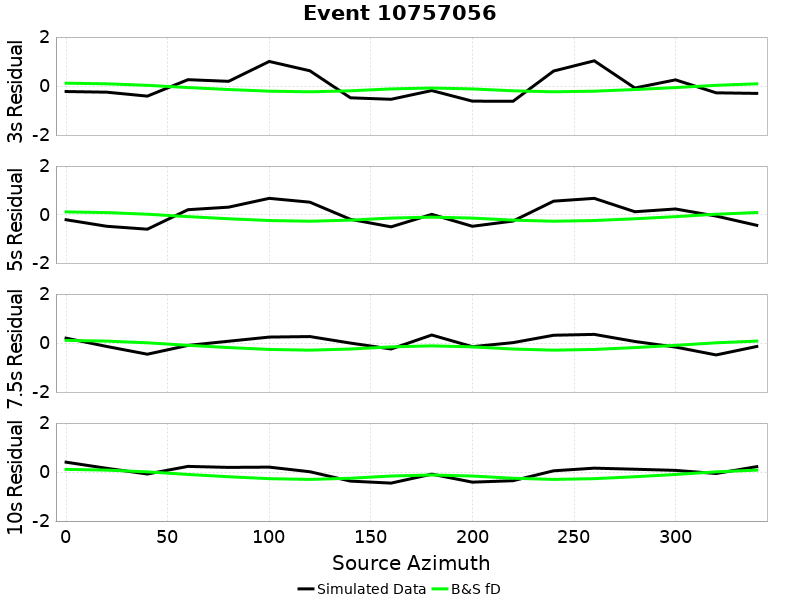 Event 10757056
3s Residual
2
0
-2
5s Residual
2
0
-2
7.5s Residual
2
0
-2
10s Residual
2
0
-2
0 50 100 150 200 250 300
Source Azimuth
Simulated Data B&S fD